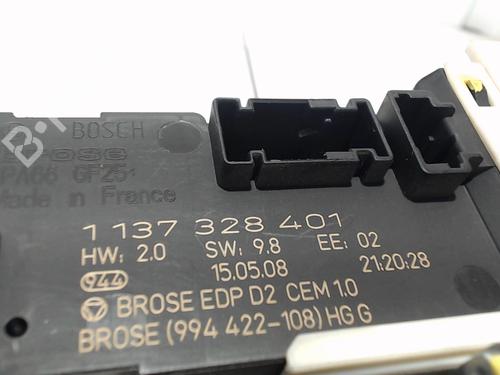 BOSCH
PA66 GF25
Made in France
1 137 328 401
HW: 2.0 SW: 9.8 EE: 02
944 15.05.08 21:20:28
BROSE EDP D2 CEM 1.0
BROSE (994 422-108) HG G